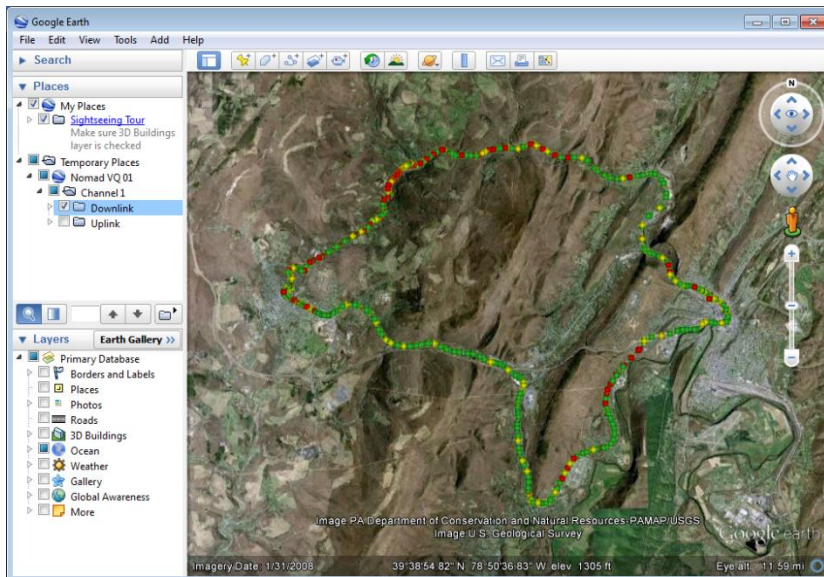 Google Earth
File Edit View Tools Add Help
Search
Places
My Places
Sightseeing Tour
Make sure 3D Buildings
layer is checked
Temporary Places
Nomad VQ 01
Channel 1
Downlink
Uplink
Layers
Earth Gallery >>
Primary Database
Borders and Labels
Places
Photos
Roads
3D Buildings
Ocean
Weather
Gallery
Global Awareness
More
N
Image PA Department of Conservation and Natural Resources-PAMAP/USGS
Image U.S. Geological Survey
Google earth
Imagery Date: 1/31/2008 39°38'54.82" N 78°50'36.83" W elev 1305 ft Eye alt 11.59 mi